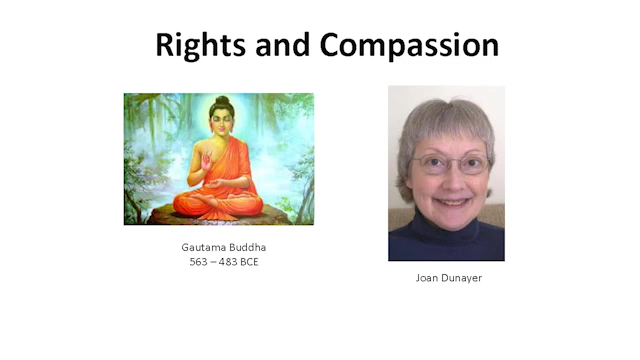 Rights and Compassion
Gautama Buddha
563 – 483 BCE
Joan Dunayer